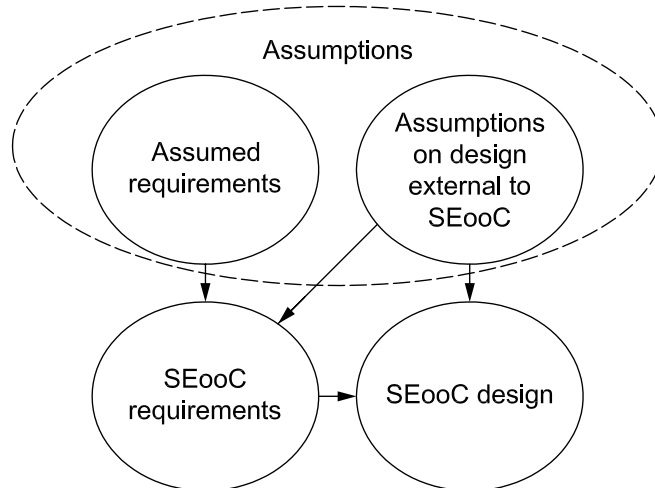 Assumptions
Assumed
requirements
Assumptions
on design
external to
SEooC
SEooC
requirements
SEooC design